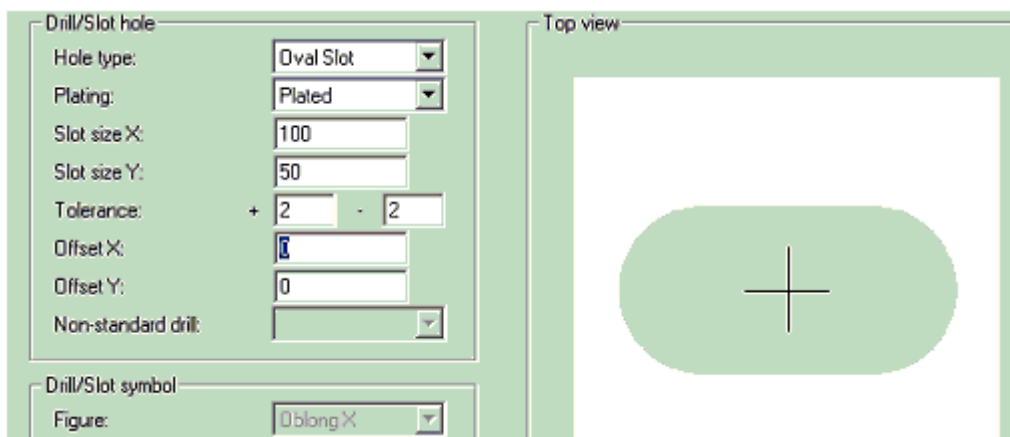 Drill/Slot hole
Hole type: Oval Slot
Plating: Plated
Slot size X: 100
Slot size Y: 50
Tolerance: + 2 - 2
Offset X: 0
Offset Y: 0
Non-standard drill:
Drill/Slot symbol
Figure: Oblong X
Top view